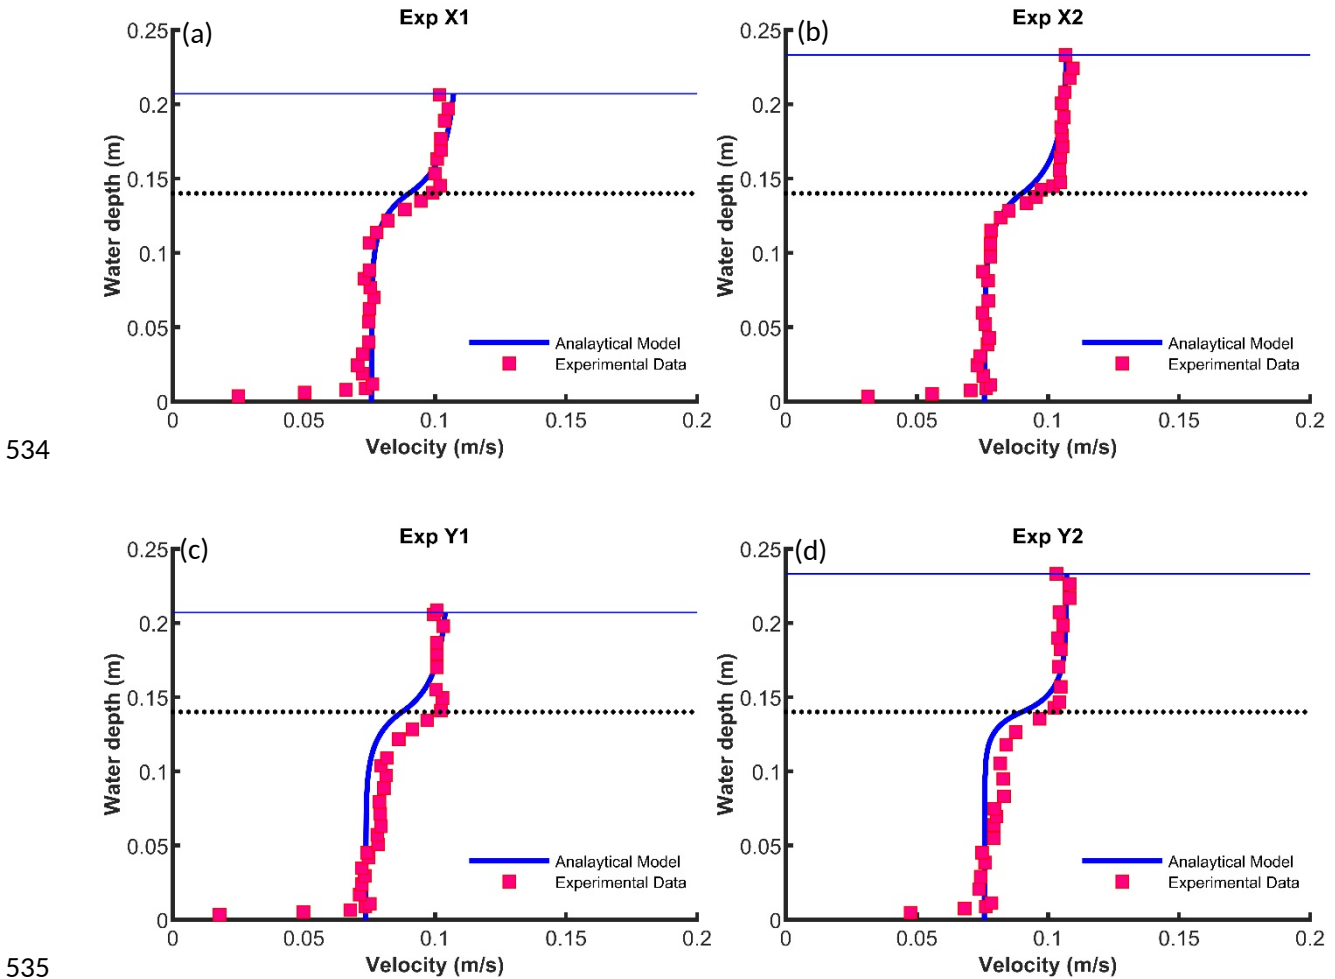 Exp X1
(a)
0.25
0.2
0.15
0.1
0.05
0
Water depth (m)
Analaytical Model
Experimental Data
0 0.05 0.1 0.15 0.2
Velocity (m/s)
Exp X2
(b)
0.25
0.2
0.15
0.1
0.05
0
Water depth (m)
Analaytical Model
Experimental Data
0 0.05 0.1 0.15 0.2
Velocity (m/s)
534
Exp Y1
(c)
0.25
0.2
0.15
0.1
0.05
0
Water depth (m)
Analaytical Model
Experimental Data
0 0.05 0.1 0.15 0.2
Velocity (m/s)
Exp Y2
(d)
0.25
0.2
0.15
0.1
0.05
0
Water depth (m)
Analaytical Model
Experimental Data
0 0.05 0.1 0.15 0.2
Velocity (m/s)
535